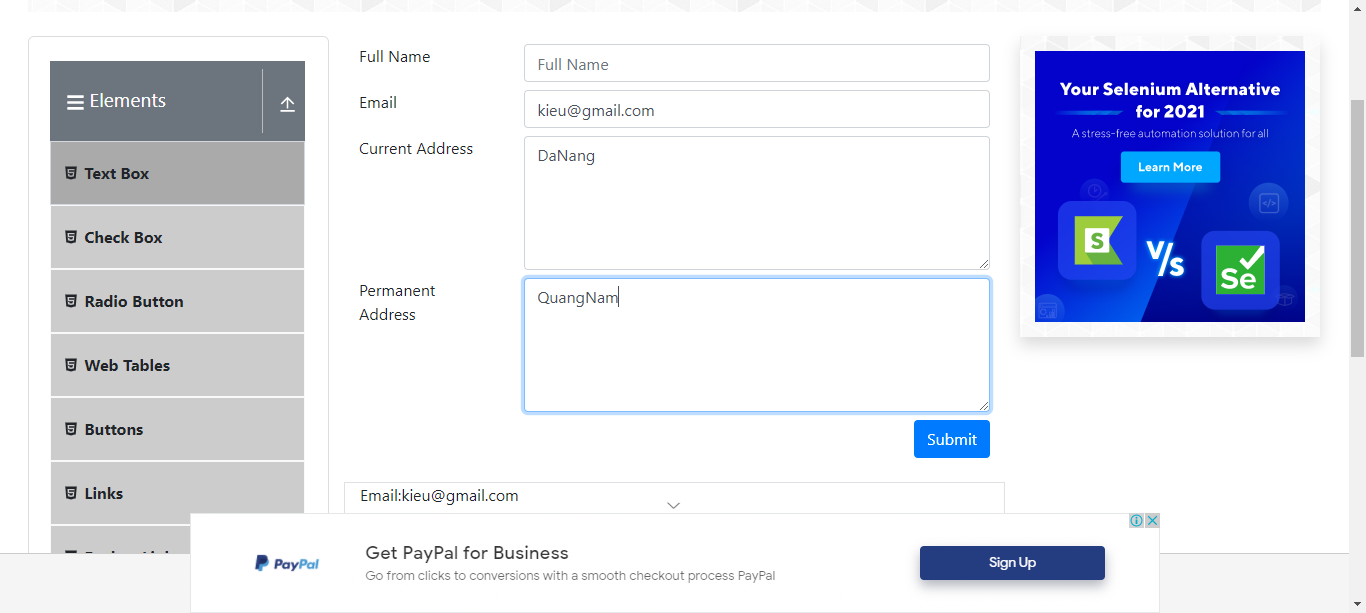 Elements
Text Box
Check Box
Radio Button
Web Tables
Buttons
Links
Full Name
Full Name
Email
kieu@gmail.com
Current Address
DaNang
Permanent
Address
QuangNam
Submit
Email:kieu@gmail.com
Your Selenium Alternative
for 2021
A stress-free automation solution for all
Learn More
S
V/s
Se
PayPal
Get PayPal for Business
Go from clicks to conversions with a smooth checkout process PayPal
Sign Up